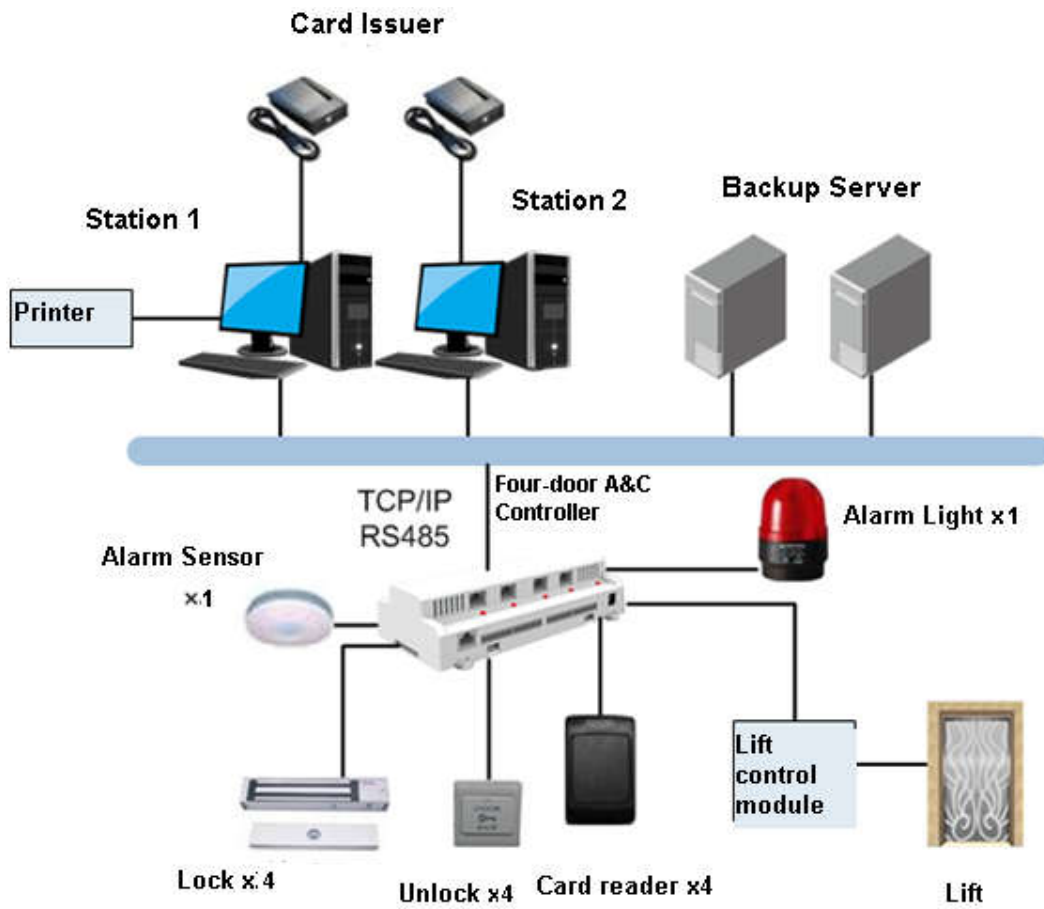 Card Issuer
Station 1
Station 2
Backup Server
Printer
TCP/IP
RS485
Four-door A&C
Controller
Alarm Light x1
Alarm Sensor
x1
Lift
control
module
Lock x4
Unlock x4
Card reader x4
Lift